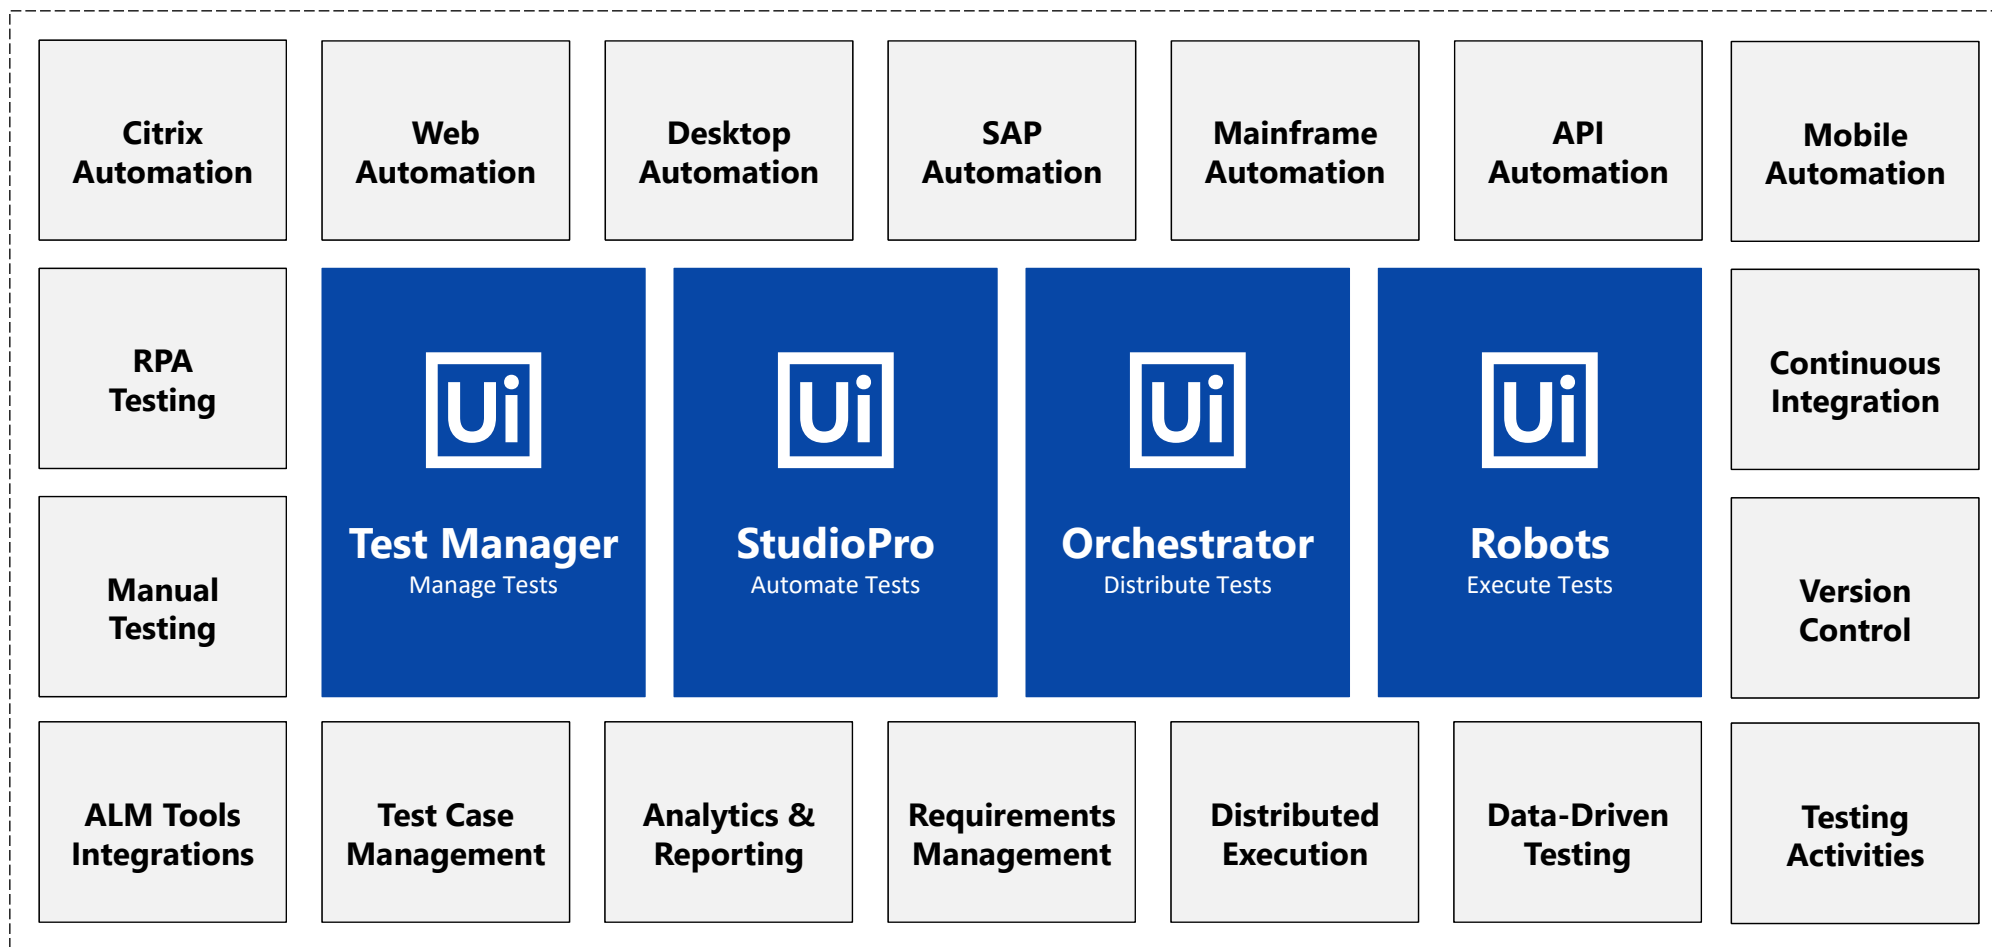 Citrix
Automation
Web
Automation
Desktop
Automation
SAP
Automation
Mainframe
Automation
API
Automation
Mobile
Automation
RPA
Testing
Ui
Test Manager
Manage Tests
Ui
StudioPro
Automate Tests
Ui
Orchestrator
Distribute Tests
Ui
Robots
Execute Tests
Continuous
Integration
Manual
Testing
Version
Control
ALM Tools
Integrations
Test Case
Management
Analytics &
Reporting
Requirements
Management
Distributed
Execution
Data-Driven
Testing
Testing
Activities